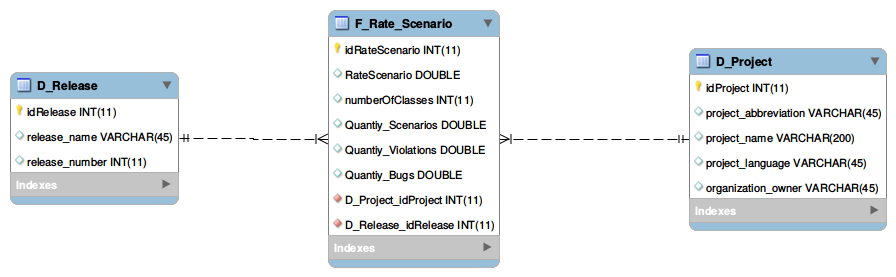 D_Release
idRelease INT(11)
release_name VARCHAR(45)
release_number INT(11)
Indexes
F_Rate_Scenario
idRateScenario INT(11)
RateScenario DOUBLE
numberOfClasses INT(11)
Quantiy_Scenarios DOUBLE
Quantiy_Violations DOUBLE
Quantiy_Bugs DOUBLE
D_Project_idProject INT(11)
D_Release_idRelease INT(11)
Indexes
D_Project
idProject INT(11)
project_abbreviation VARCHAR(45)
project_name VARCHAR(200)
project_language VARCHAR(45)
organization_owner VARCHAR(45)
Indexes